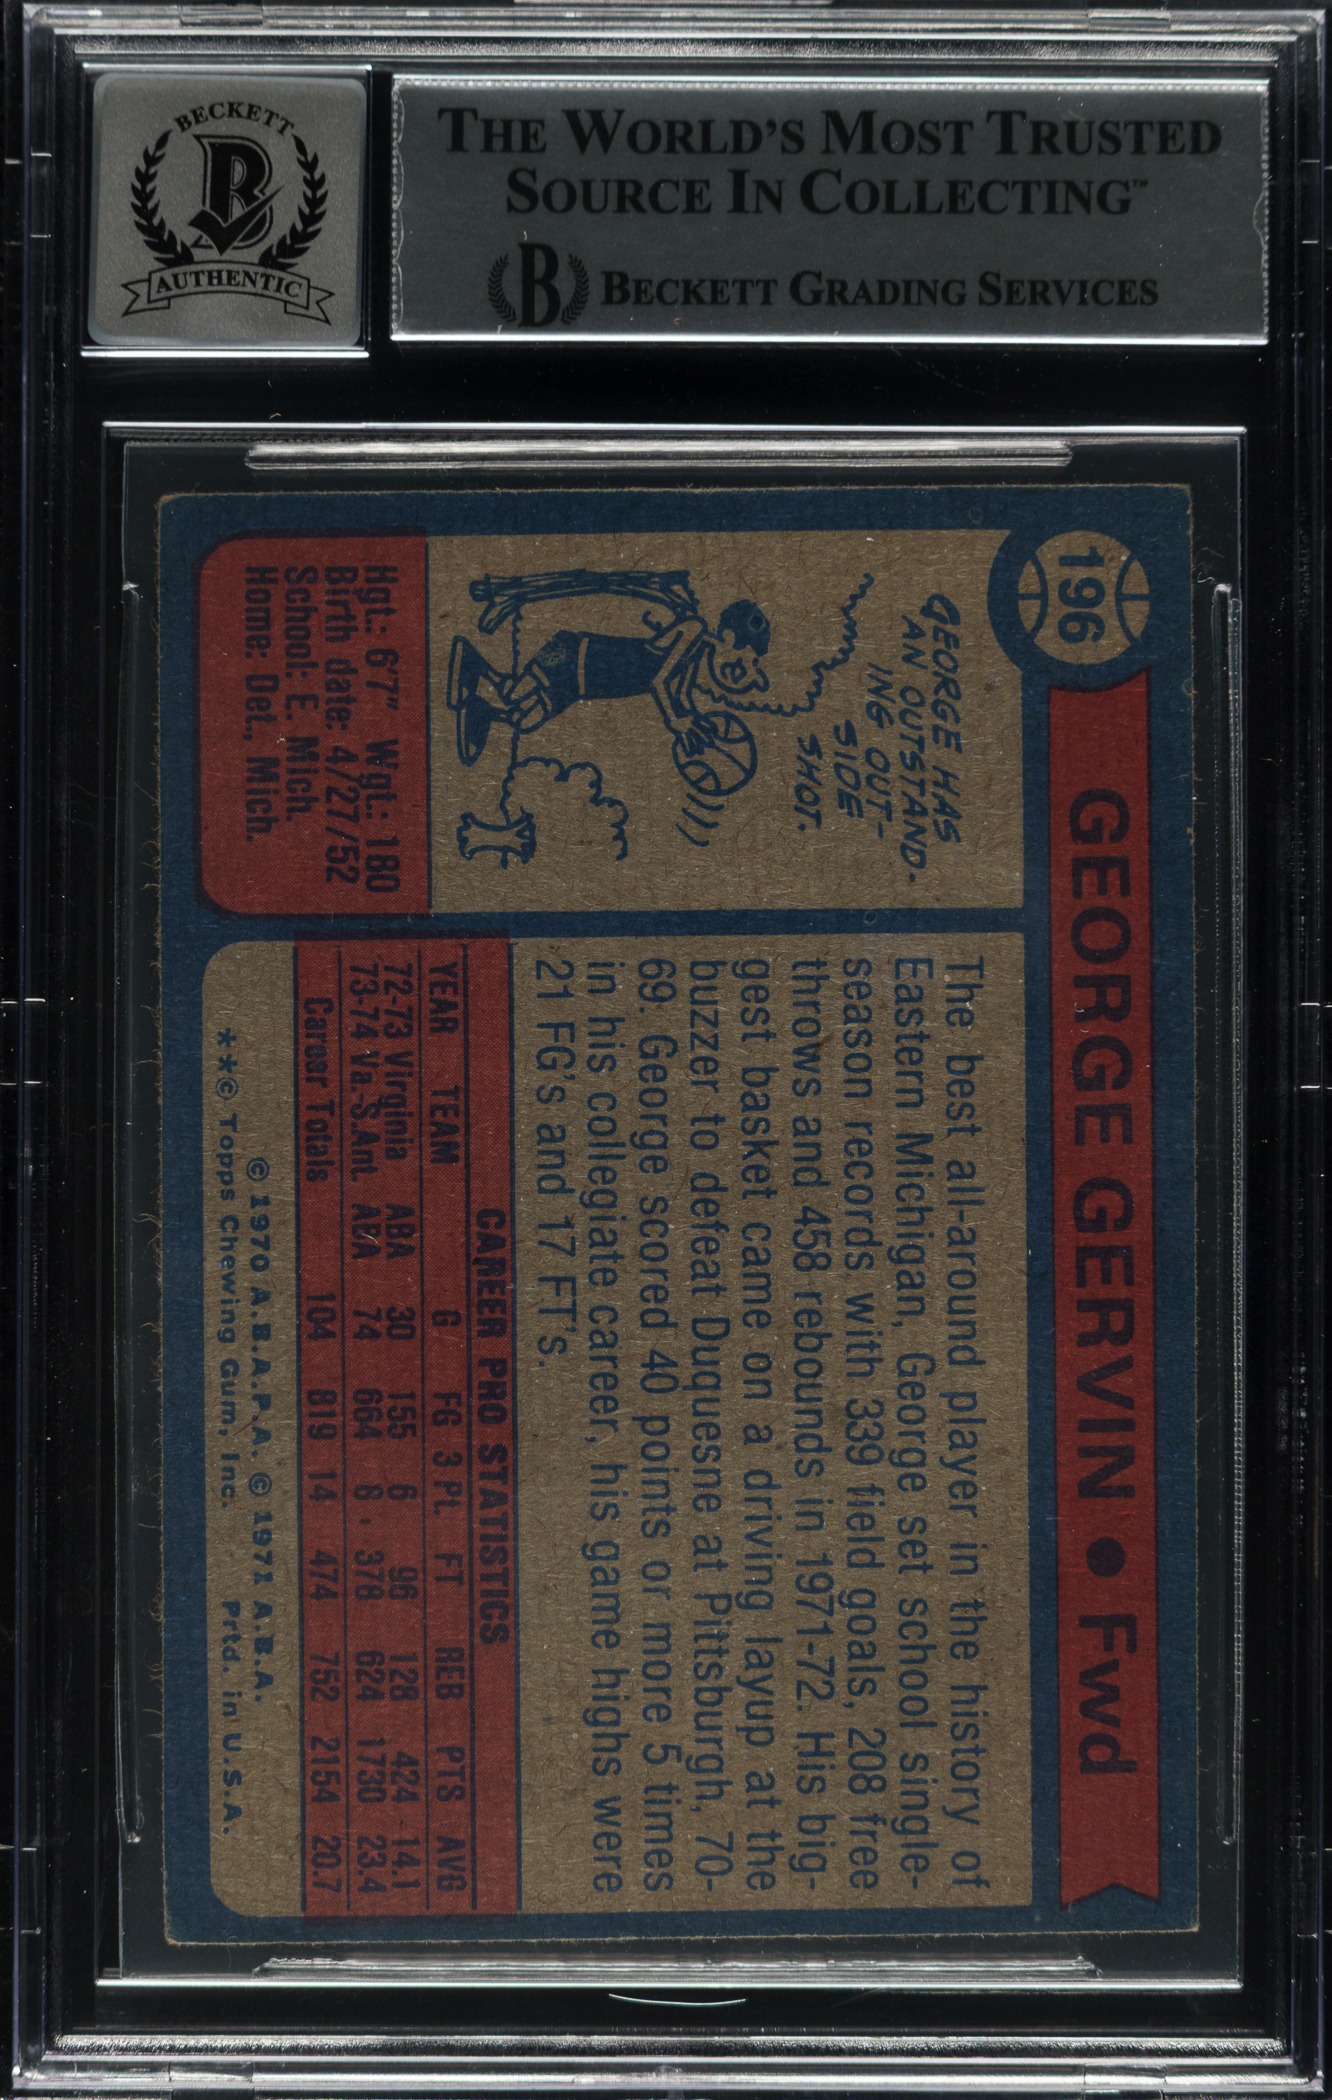 BECKETT
B
AUTHENTIC
THE WORLD'S MOST TRUSTED
SOURCE IN COLLECTING™
B BECKETT GRADING SERVICES
196
GEORGE GERVIN • Fwd
GEORGE HAS
AN OUTSTAND-
ING OUT-
SIDE
SHOT.
Hgt.: 6'7" Wgt.: 180
Birth date: 4/27/52
School: E. Mich.
Home: Det., Mich.
The best all-around player in the history of
Eastern Michigan, George set school single-
season records with 339 field goals, 208 free
throws and 458 rebounds in 1971-72. His big-
gest basket came on a driving layup at the
buzzer to defeat Duquesne at Pittsburgh, 70-
69. George scored 40 points or more 5 times
in his collegiate career, his game highs were
21 FG's and 17 FT's.
CAREER PRO STATISTICS
YEAR TEAM G FG 3 Pt. FT REB PTS AVG
72-73 Virginia ABA 30 155 6 96 128 424 14.1
73-74 Va-S.Ant ABA 74 664 8 378 624 1730 23.4
Career Totals 104 819 14 474 752 2154 20.7
© 1970 A.B.A.P.A. © 1971 A.B.A.
**© Topps Chewing Gum, Inc. Prtd. in U.S.A.